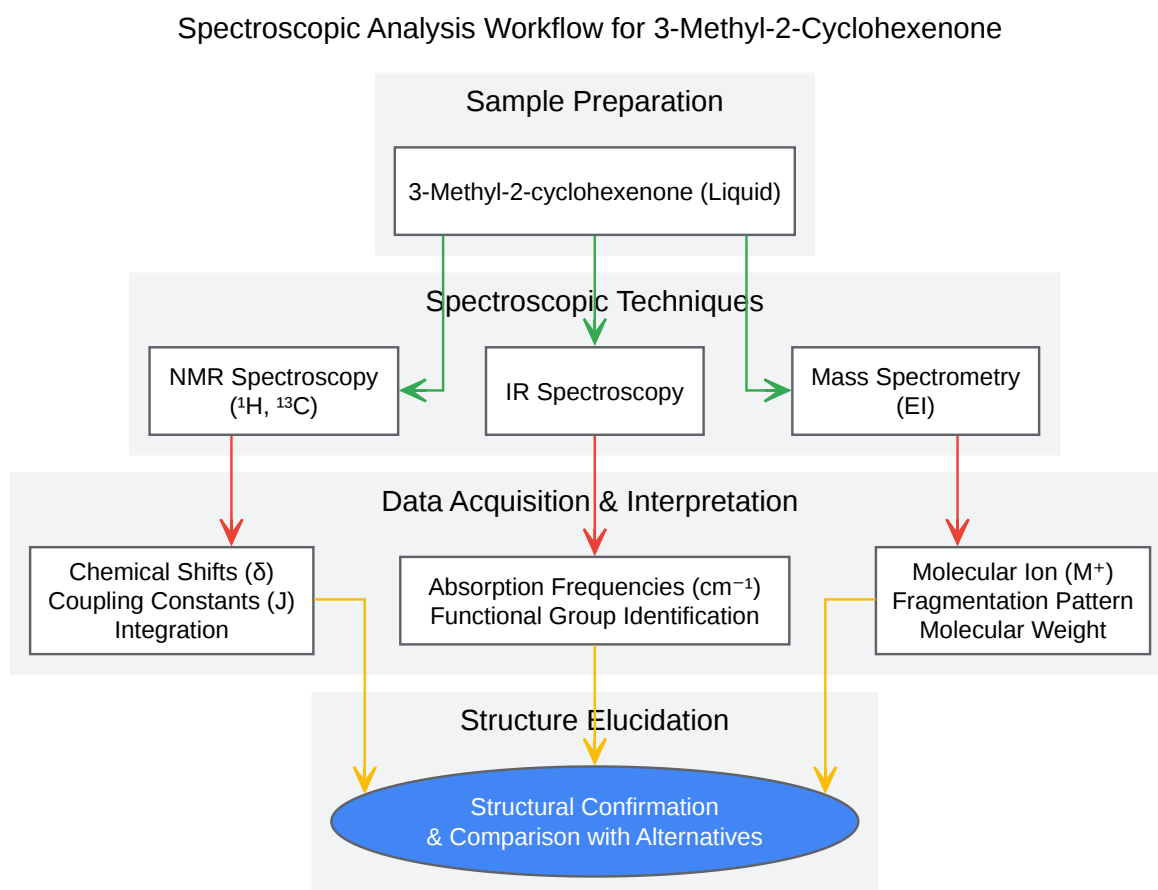 Spectroscopic Analysis Workflow for 3-Methyl-2-Cyclohexenone
Sample Preparation
3-Methyl-2-cyclohexenone (Liquid)
Spectroscopic Techniques
NMR Spectroscopy
(¹H, ¹³C)
IR Spectroscopy
Mass Spectrometry
(EI)
Data Acquisition & Interpretation
Chemical Shifts (δ)
Coupling Constants (J)
Integration
Absorption Frequencies (cm⁻¹)
Functional Group Identification
Molecular Ion (M⁺)
Fragmentation Pattern
Molecular Weight
Structure Elucidation
Structural Confirmation
& Comparison with Alternatives